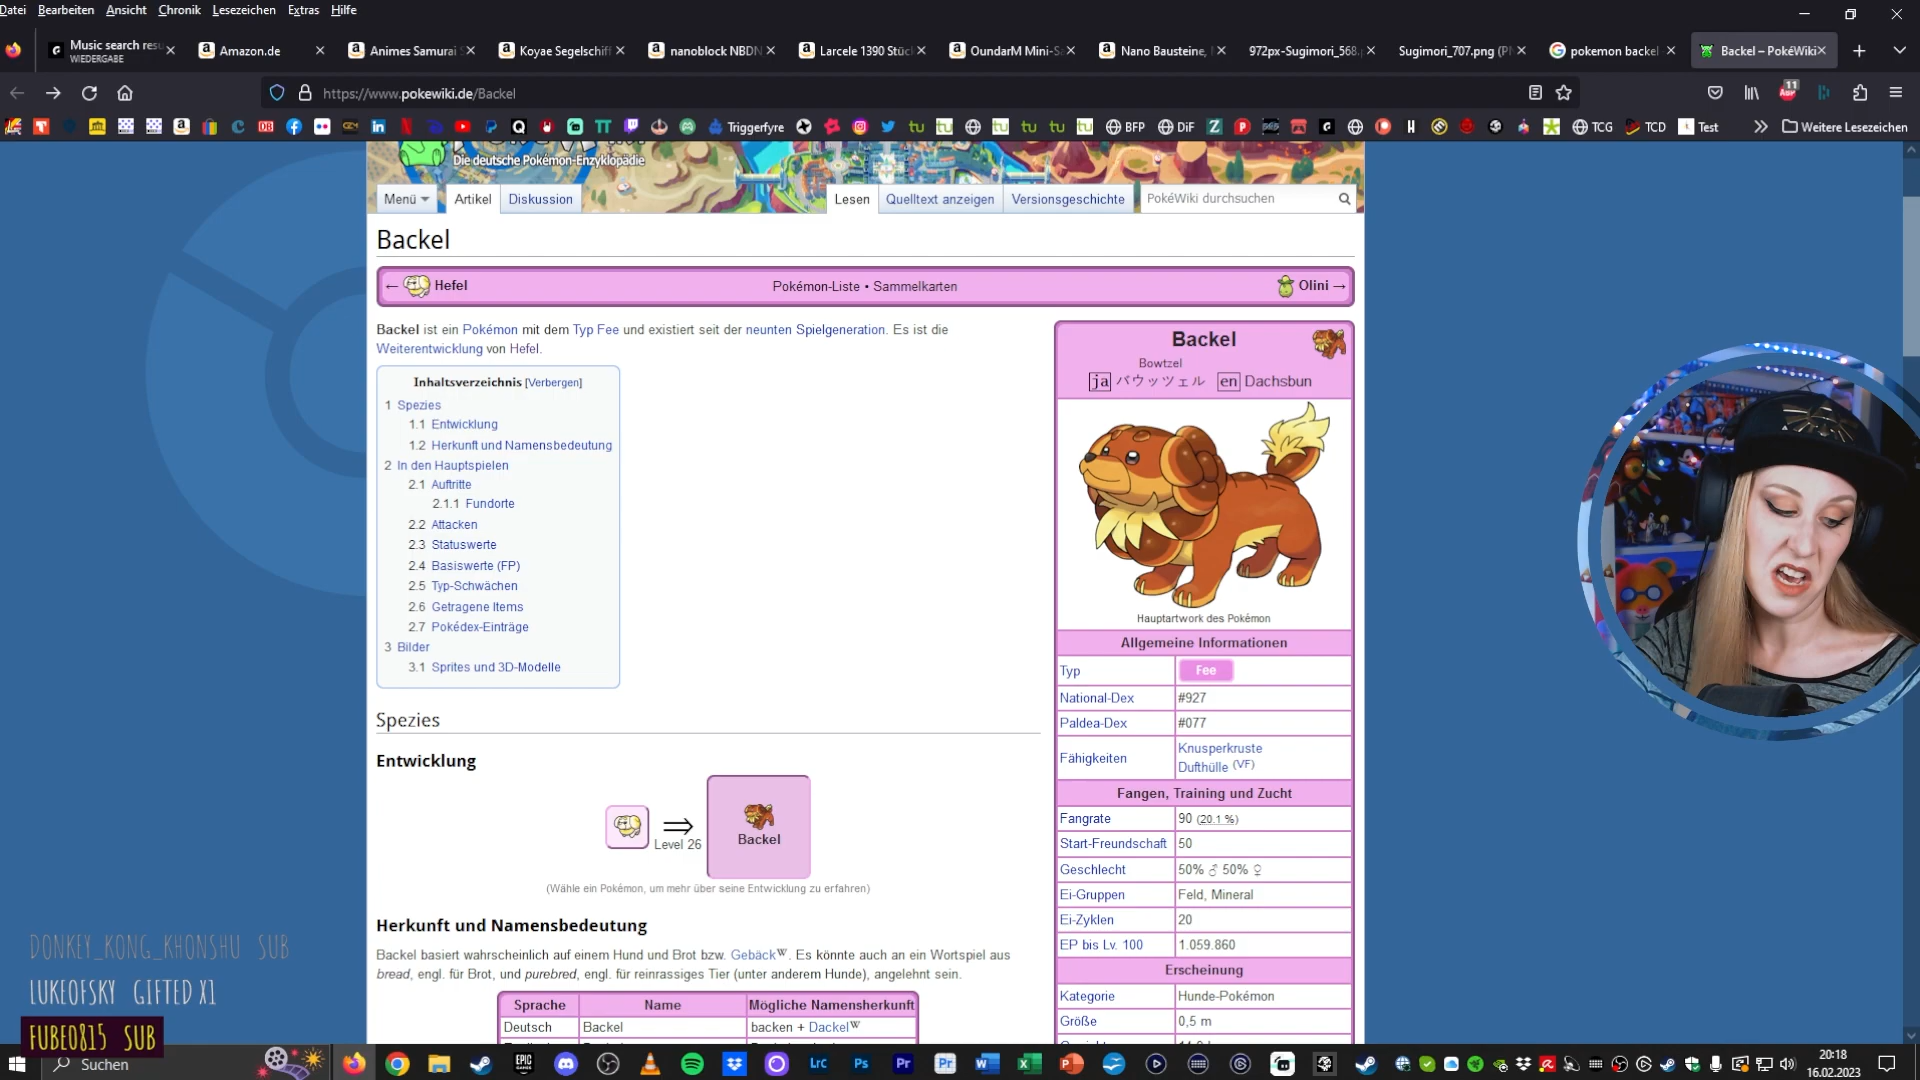 Datei Bearbeiten Ansicht Chronik Lesezeichen Extras Hilfe
Music search resu
WIEDERGABE
Amazon.de
Animes Samurai S
Koyae Segelschiff
nanoblock NBDN
Larcele 1390 Stüc
OundarM Mini-Sa
Nano Bausteine, M
972px-Sugimori_568.p
Sugimori_707.png (PN
pokemon backel
Backel – PokéWiki
https://www.pokewiki.de/Backel
11
Triggerfyre
BFP
DiF
TCG
TCD
Test
Weitere Lesezeichen
Die deutsche Pokémon-Enzyklopädie
Menü
Artikel
Diskussion
Lesen
Quelltext anzeigen
Versionsgeschichte
PokéWiki durchsuchen
Backel
← Hefel
Pokémon-Liste • Sammelkarten
Olini →
Backel ist ein Pokémon mit dem Typ Fee und existiert seit der neunten Spielgeneration. Es ist die
Weiterentwicklung von Hefel.
Inhaltsverzeichnis [Verbergen]
1 Spezies
1.1 Entwicklung
1.2 Herkunft und Namensbedeutung
2 In den Hauptspielen
2.1 Auftritte
2.1.1 Fundorte
2.2 Attacken
2.3 Statuswerte
2.4 Basiswerte (FP)
2.5 Typ-Schwächen
2.6 Getragene Items
2.7 Pokédex-Einträge
3 Bilder
3.1 Sprites und 3D-Modelle
Spezies
Entwicklung
⇒
Level 26
Backel
(Wähle ein Pokémon, um mehr über seine Entwicklung zu erfahren)
Herkunft und Namensbedeutung
Backel basiert wahrscheinlich auf einem Hund und Brot bzw. Gebäck W. Es könnte auch an ein Wortspiel aus
bread, engl. für Brot, und purebred, engl. für reinrassiges Tier (unter anderem Hunde), angelehnt sein.
Sprache Name Mögliche Namensherkunft
Deutsch Backel backen + Dackel W
Backel
Bowtzel
ja バウッツェル en Dachsbun
Hauptartwork des Pokémon
Allgemeine Informationen
Typ Fee
National-Dex #927
Paldea-Dex #077
Fähigkeiten Knusperkruste
Dufthülle (VF)
Fangen, Training und Zucht
Fangrate 90 (20.1 %)
Start-Freundschaft 50
Geschlecht 50% ♂ 50% ♀
Ei-Gruppen Feld, Mineral
Ei-Zyklen 20
EP bis Lv. 100 1.059.860
Erscheinung
Kategorie Hunde-Pokémon
Größe 0,5 m
DONKEY_KONG_KHONSHU SUB
LUKEOFSKY GIFTED X1
FUBE0815 SUB
Suchen
20:18
16.02.2023